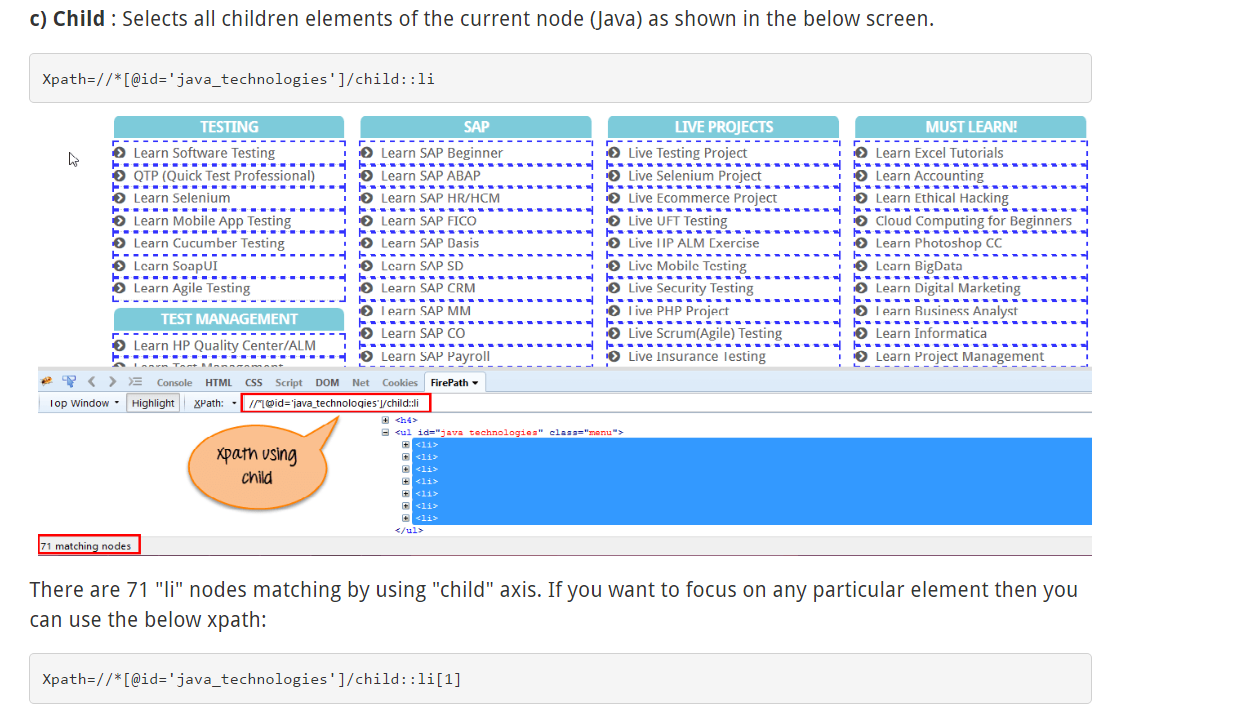 c) Child : Selects all children elements of the current node (Java) as shown in the below screen.
Xpath=//*[@id='java_technologies']/child::li
TESTING SAP LIVE PROJECTS MUST LEARN!
Learn Software Testing Learn SAP Beginner Live Testing Project Learn Excel Tutorials
QTP (Quick Test Professional) Learn SAP ABAP Live Selenium Project Learn Accounting
Learn Selenium Learn SAP HR/HCM Live Ecommerce Project Learn Ethical Hacking
Learn Mobile App Testing Learn SAP FICO Live UFT Testing Cloud Computing for Beginners
Learn Cucumber Testing Learn SAP Basis Live HP ALM Exercise Learn Photoshop CC
Learn SoapUI Learn SAP SD Live Mobile Testing Learn BigData
Learn Agile Testing Learn SAP CRM Live Security Testing Learn Digital Marketing
TEST MANAGEMENT Learn SAP MM Live PHP Project Learn Business Analyst
Learn SAP CO Live Scrum(Agile) Testing Learn Informatica
Learn HP Quality Center/ALM Learn SAP Payroll Live Insurance Testing Learn Project Management
Learn Test Management
Console HTML CSS Script DOM Net Cookies FirePath
Top Window Highlight XPath: //*[@id='java_technologies']/child::li
<h4>
<ul id="java_technologies" class="menu">
<li>
<li>
<li>
<li>
<li>
<li>
<li>
</ul>
xpath using
child
71 matching nodes
There are 71 "li" nodes matching by using "child" axis. If you want to focus on any particular element then you
can use the below xpath:
Xpath=//*[@id='java_technologies']/child::li[1]